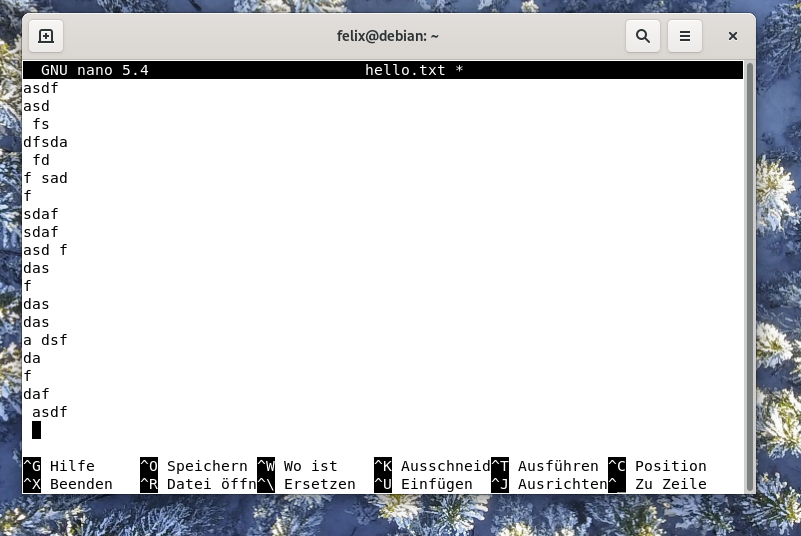 felix@debian: ~
GNU nano 5.4 hello.txt *
asdf
asd
fs
dfsda
fd
f sad
f
sdaf
sdaf
asd f
das
f
das
das
a dsf
da
f
daf
asdf
^G Hilfe ^O Speichern ^W Wo ist ^K Ausschneid ^T Ausführen ^C Position
^X Beenden ^R Datei öffn ^\ Ersetzen ^U Einfügen ^J Ausrichten ^ Zu Zeile